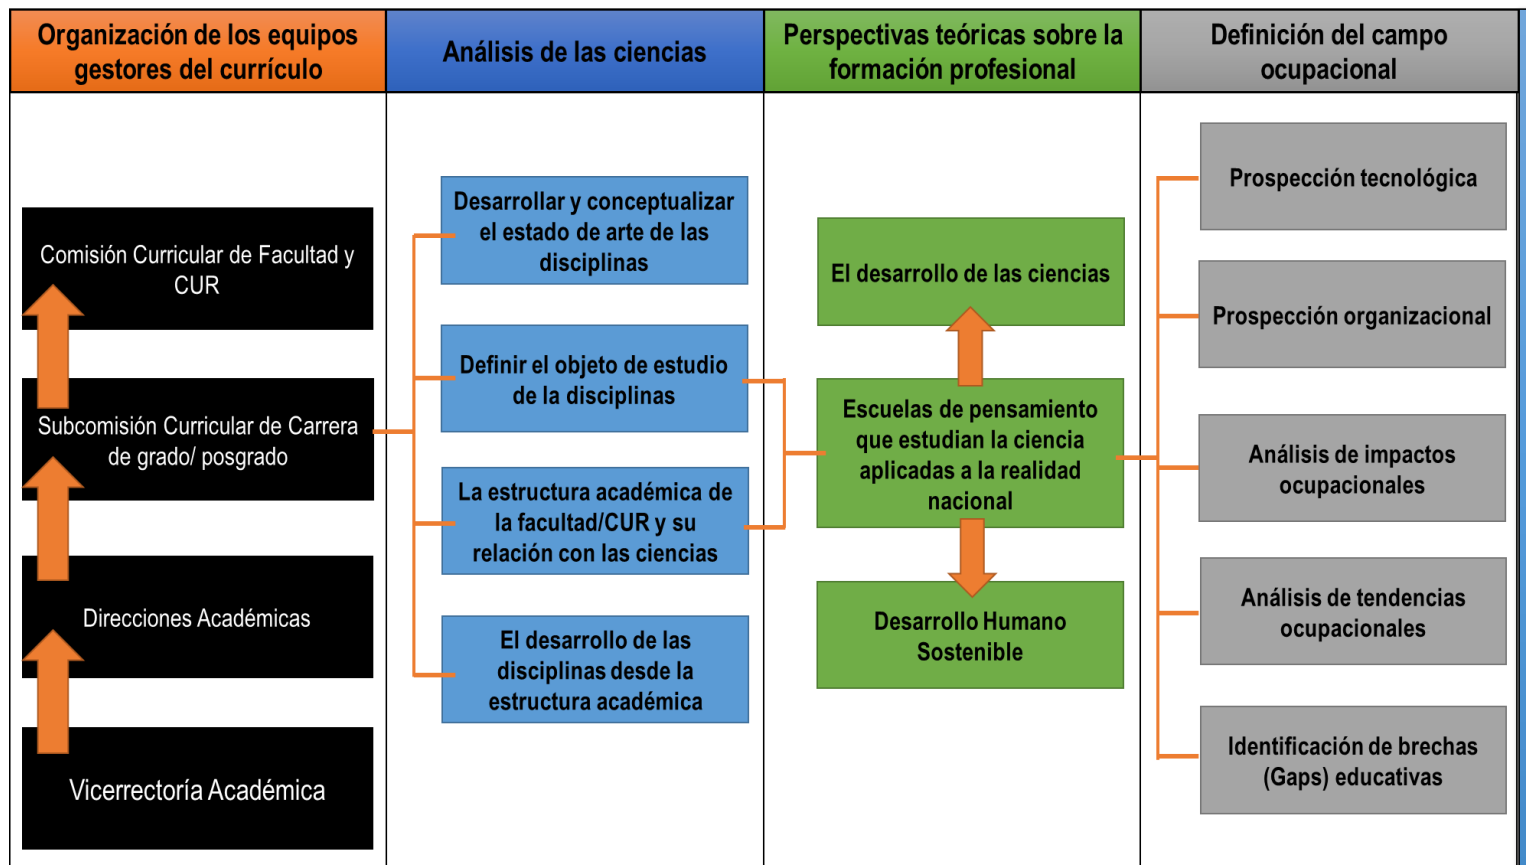 Organización de los equipos
gestores del currículo
Análisis de las ciencias
Perspectivas teóricas sobre la
formación profesional
Definición del campo
ocupacional
Comisión Curricular de Facultad y
CUR
Subcomisión Curricular de Carrera
de grado/ posgrado
Direcciones Académicas
Vicerrectoría Académica
Desarrollar y conceptualizar
el estado de arte de las
disciplinas
Definir el objeto de estudio
de la disciplinas
La estructura académica de
la facultad/CUR y su
relación con las ciencias
El desarrollo de las
disciplinas desde la
estructura académica
El desarrollo de las ciencias
Escuelas de pensamiento
que estudian la ciencia
aplicadas a la realidad
nacional
Desarrollo Humano
Sostenible
Prospección tecnológica
Prospección organizacional
Análisis de impactos
ocupacionales
Análisis de tendencias
ocupacionales
Identificación de brechas
(Gaps) educativas